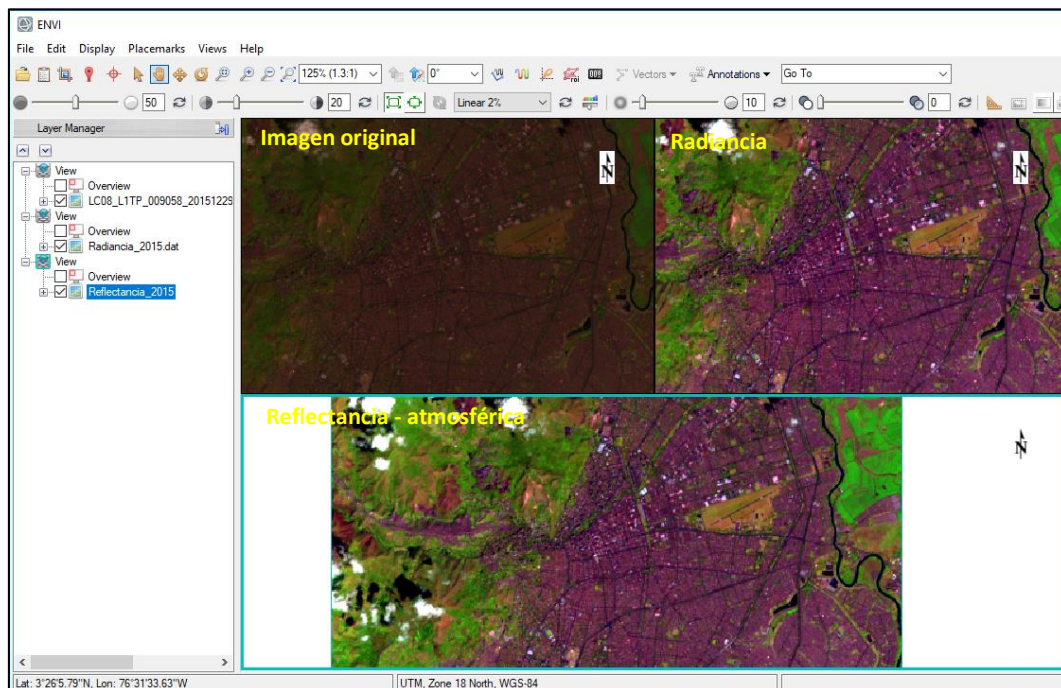 ENVI
File Edit Display Placemarks Views Help
125% (1.3:1) 0° Vectors Annotations Go To
50 20 Linear 2% 10 0
Layer Manager
View
Overview
LC08_L1TP_009058_20151229
View
Overview
Radiancia_2015.dat
View
Overview
Reflectancia_2015
Imagen original
N
Radiancia
N
Reflectancia - atmosférica
N
Lat: 3°26'5.79"N, Lon: 76°31'33.63"W
UTM, Zone 18 North, WGS-84